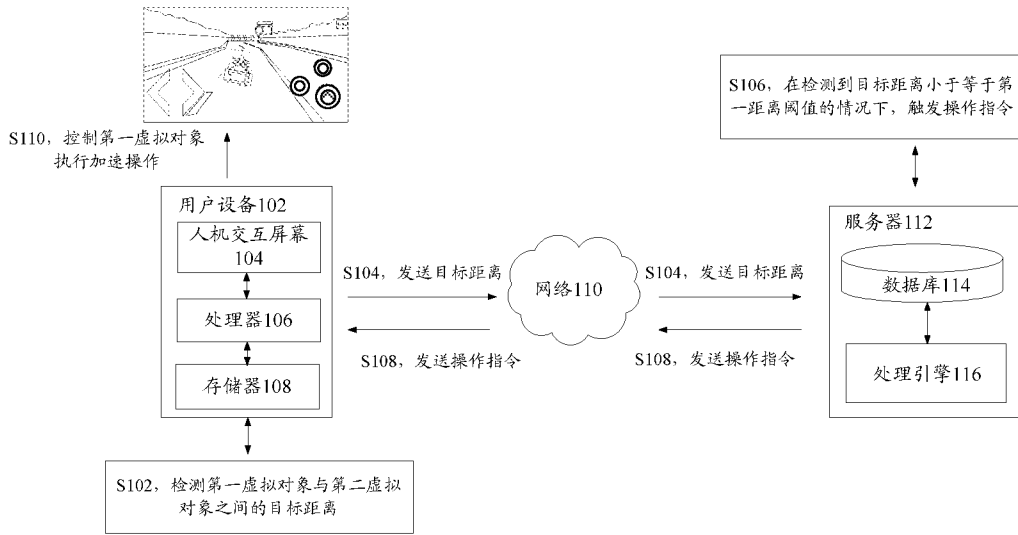 S110，控制第一虚拟对象
执行加速操作
用户设备102
人机交互屏幕
104
处理器106
存储器108
S102，检测第一虚拟对象与第二虚拟
对象之间的目标距离
S104，发送目标距离
S108，发送操作指令
网络110
S104，发送目标距离
S108，发送操作指令
S106，在检测到目标距离小于等于第
一距离阈值的情况下，触发操作指令
服务器112
数据库114
处理引擎116